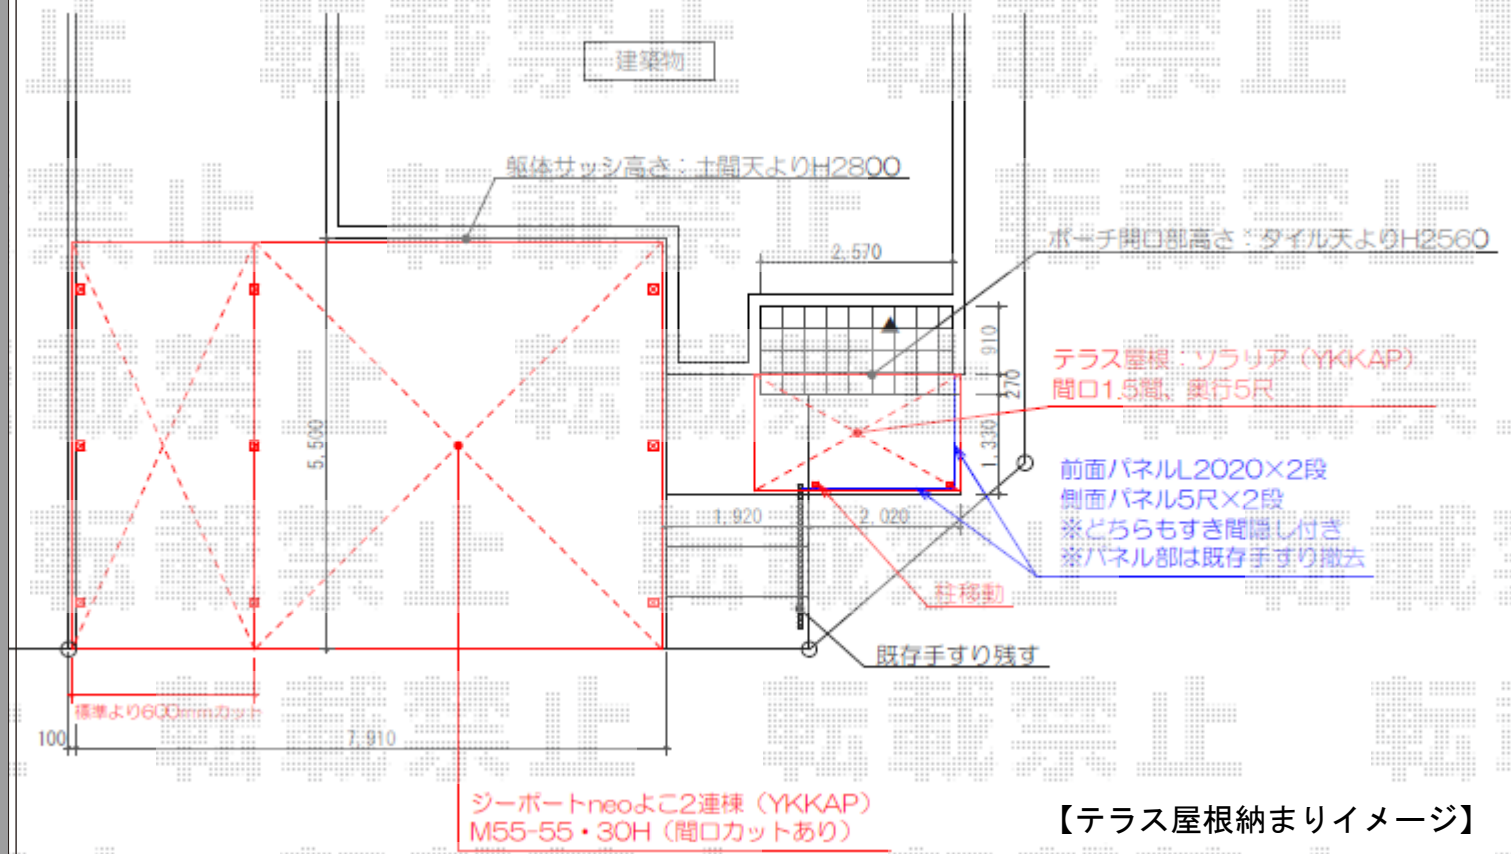 建築物
躯体サッシ高さ：土間天よりH2800
ポーチ開口部高さ：タイル天よりH2560
2,570
910
270
1,330
5,500
テラス屋根：ソラリア（YKKAP）
間口1.5間、奥行5尺
前面パネルL2020×2段
側面パネル5尺×2段
※どちらもすき間隠し付き
※パネル部は既存手すり撤去
1,920
2,020
柱移動
既存手すり残す
標準より600mmカット
100
7,910
ジーポートneoよこ2連棟（YKKAP）
M55-55・30H（間口カットあり）
【テラス屋根納まりイメージ】
転載禁止